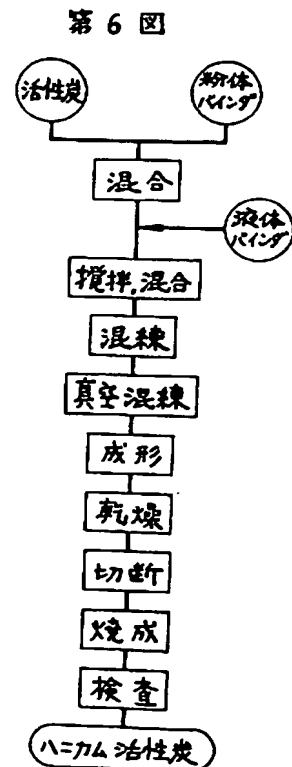 第6図
活性炭
粉体
バインダ
混合
液体
バインダ
撹拌,混合
混練
真空混練
成形
乾燥
切断
焼成
検査
ハニカム活性炭